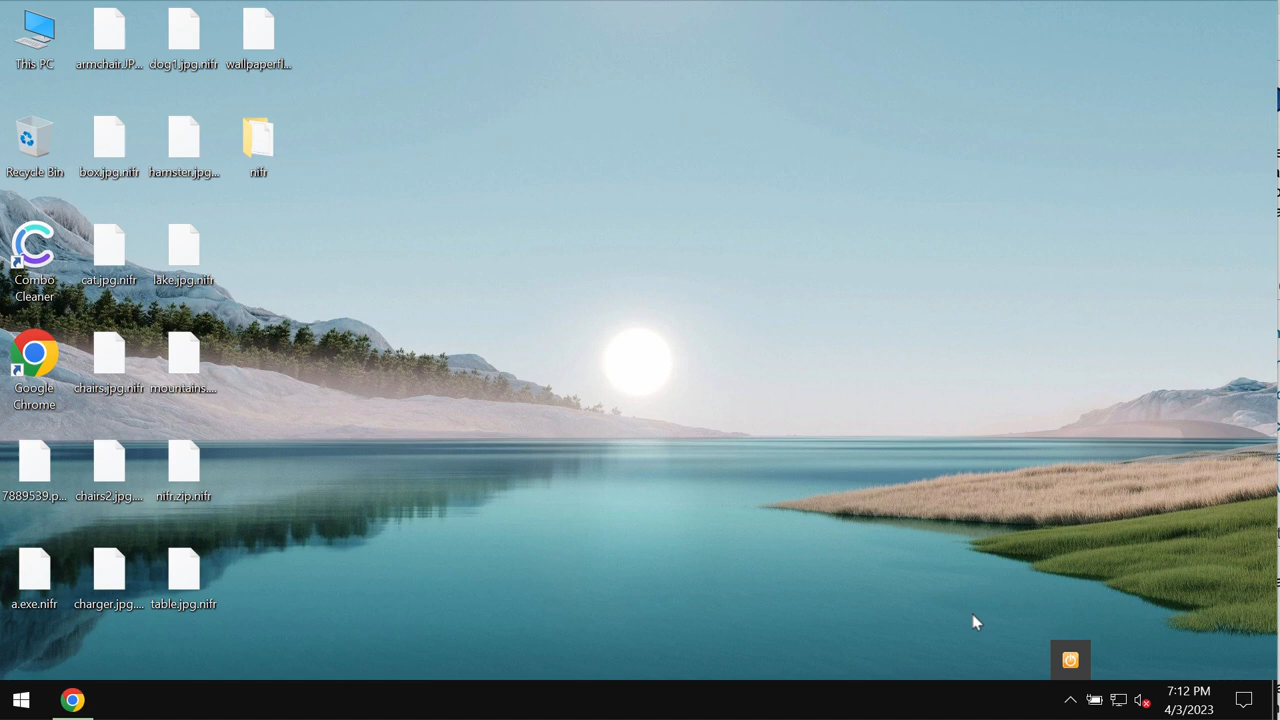 This PC
armchair.JP...
dog1.jpg.nifr
wallpaperfl...
Recycle Bin
box.jpg.nifr
hamster.jpg...
nifr
Combo
Cleaner
cat.jpg.nifr
lake.jpg.nifr
Google
Chrome
chairs.jpg.nifr
mountains....
7889539.p...
chairs2.jpg....
nifr.zip.nifr
a.exe.nifr
charger.jpg....
table.jpg.nifr
7:12 PM
4/3/2023